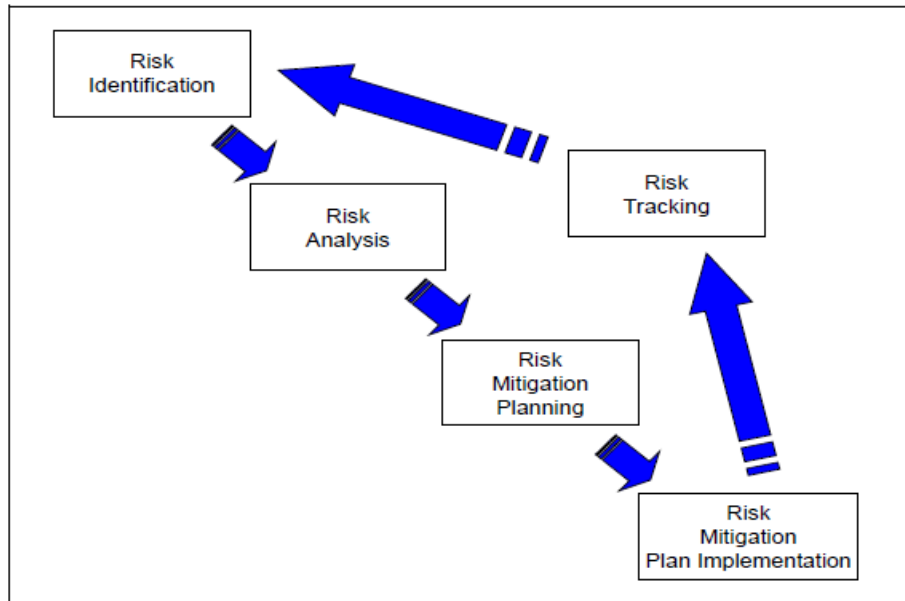 Risk
Identification
Risk
Tracking
Risk
Analysis
Risk
Mitigation
Planning
Risk
Mitigation
Plan Implementation